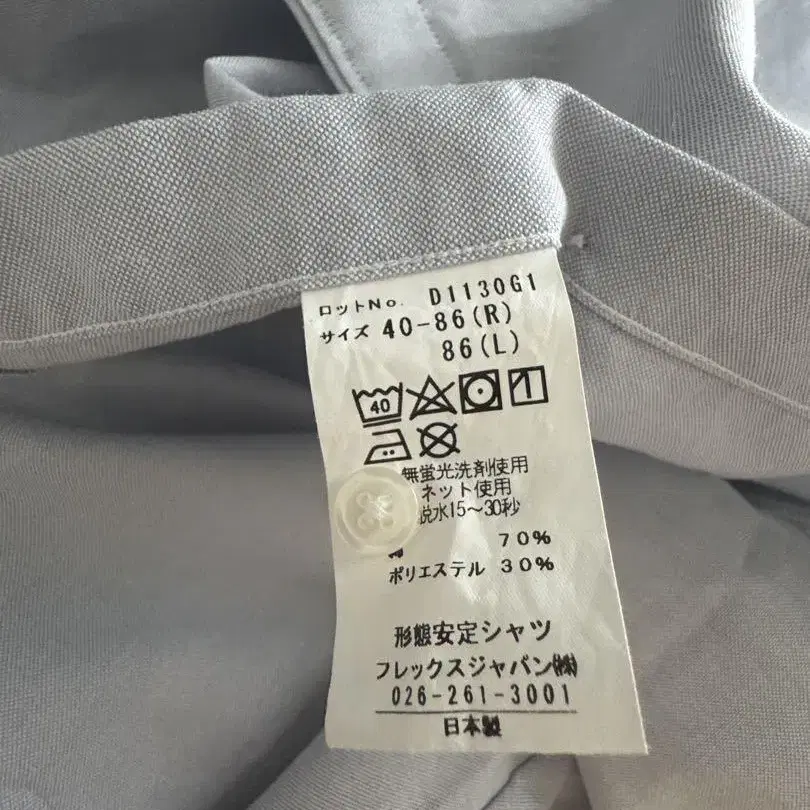 ロットNo. D1130G1
サイズ 40-86(R)
86(L)
40
無蛍光洗剤使用
ネット使用
脱水15～30秒
70%
ポリエステル 30%
形態安定シャツ
フレックスジャパン㈱
026-261-3001
日本製